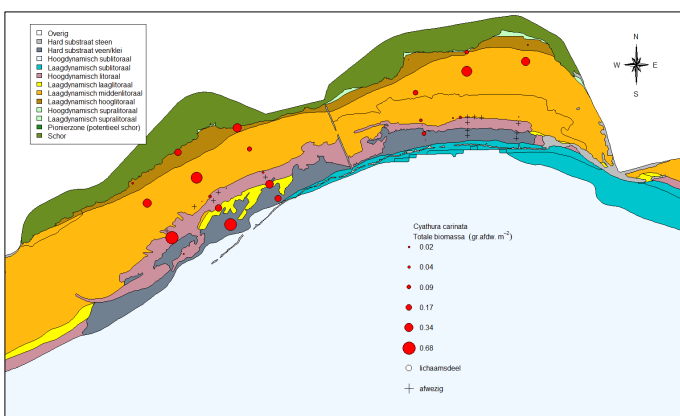 Overig
Hard substraat steen
Hard substraat veen/klei
Hoogdynamisch sublitoraal
Laagdynamisch sublitoraal
Hoogdynamisch litoraal
Laagdynamisch laaglitoraal
Laagdynamisch middenlitoraal
Laagdynamisch hooglitoraal
Hoogdynamisch supralitoraal
Laagdynamisch supralitoraal
Pionierzone (potentieel schor)
Schor
N
W E
S
Cyathura carinata
Totale biomassa (gr.afdw. m⁻²)
0.02
0.04
0.09
0.17
0.34
0.68
lichaamsdeel
afwezig